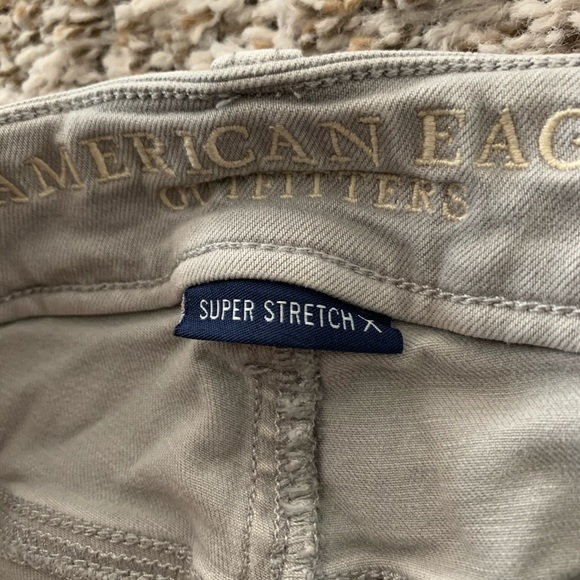 AMERICAN EAG
OUTFITTERS
SUPER STRETCH X